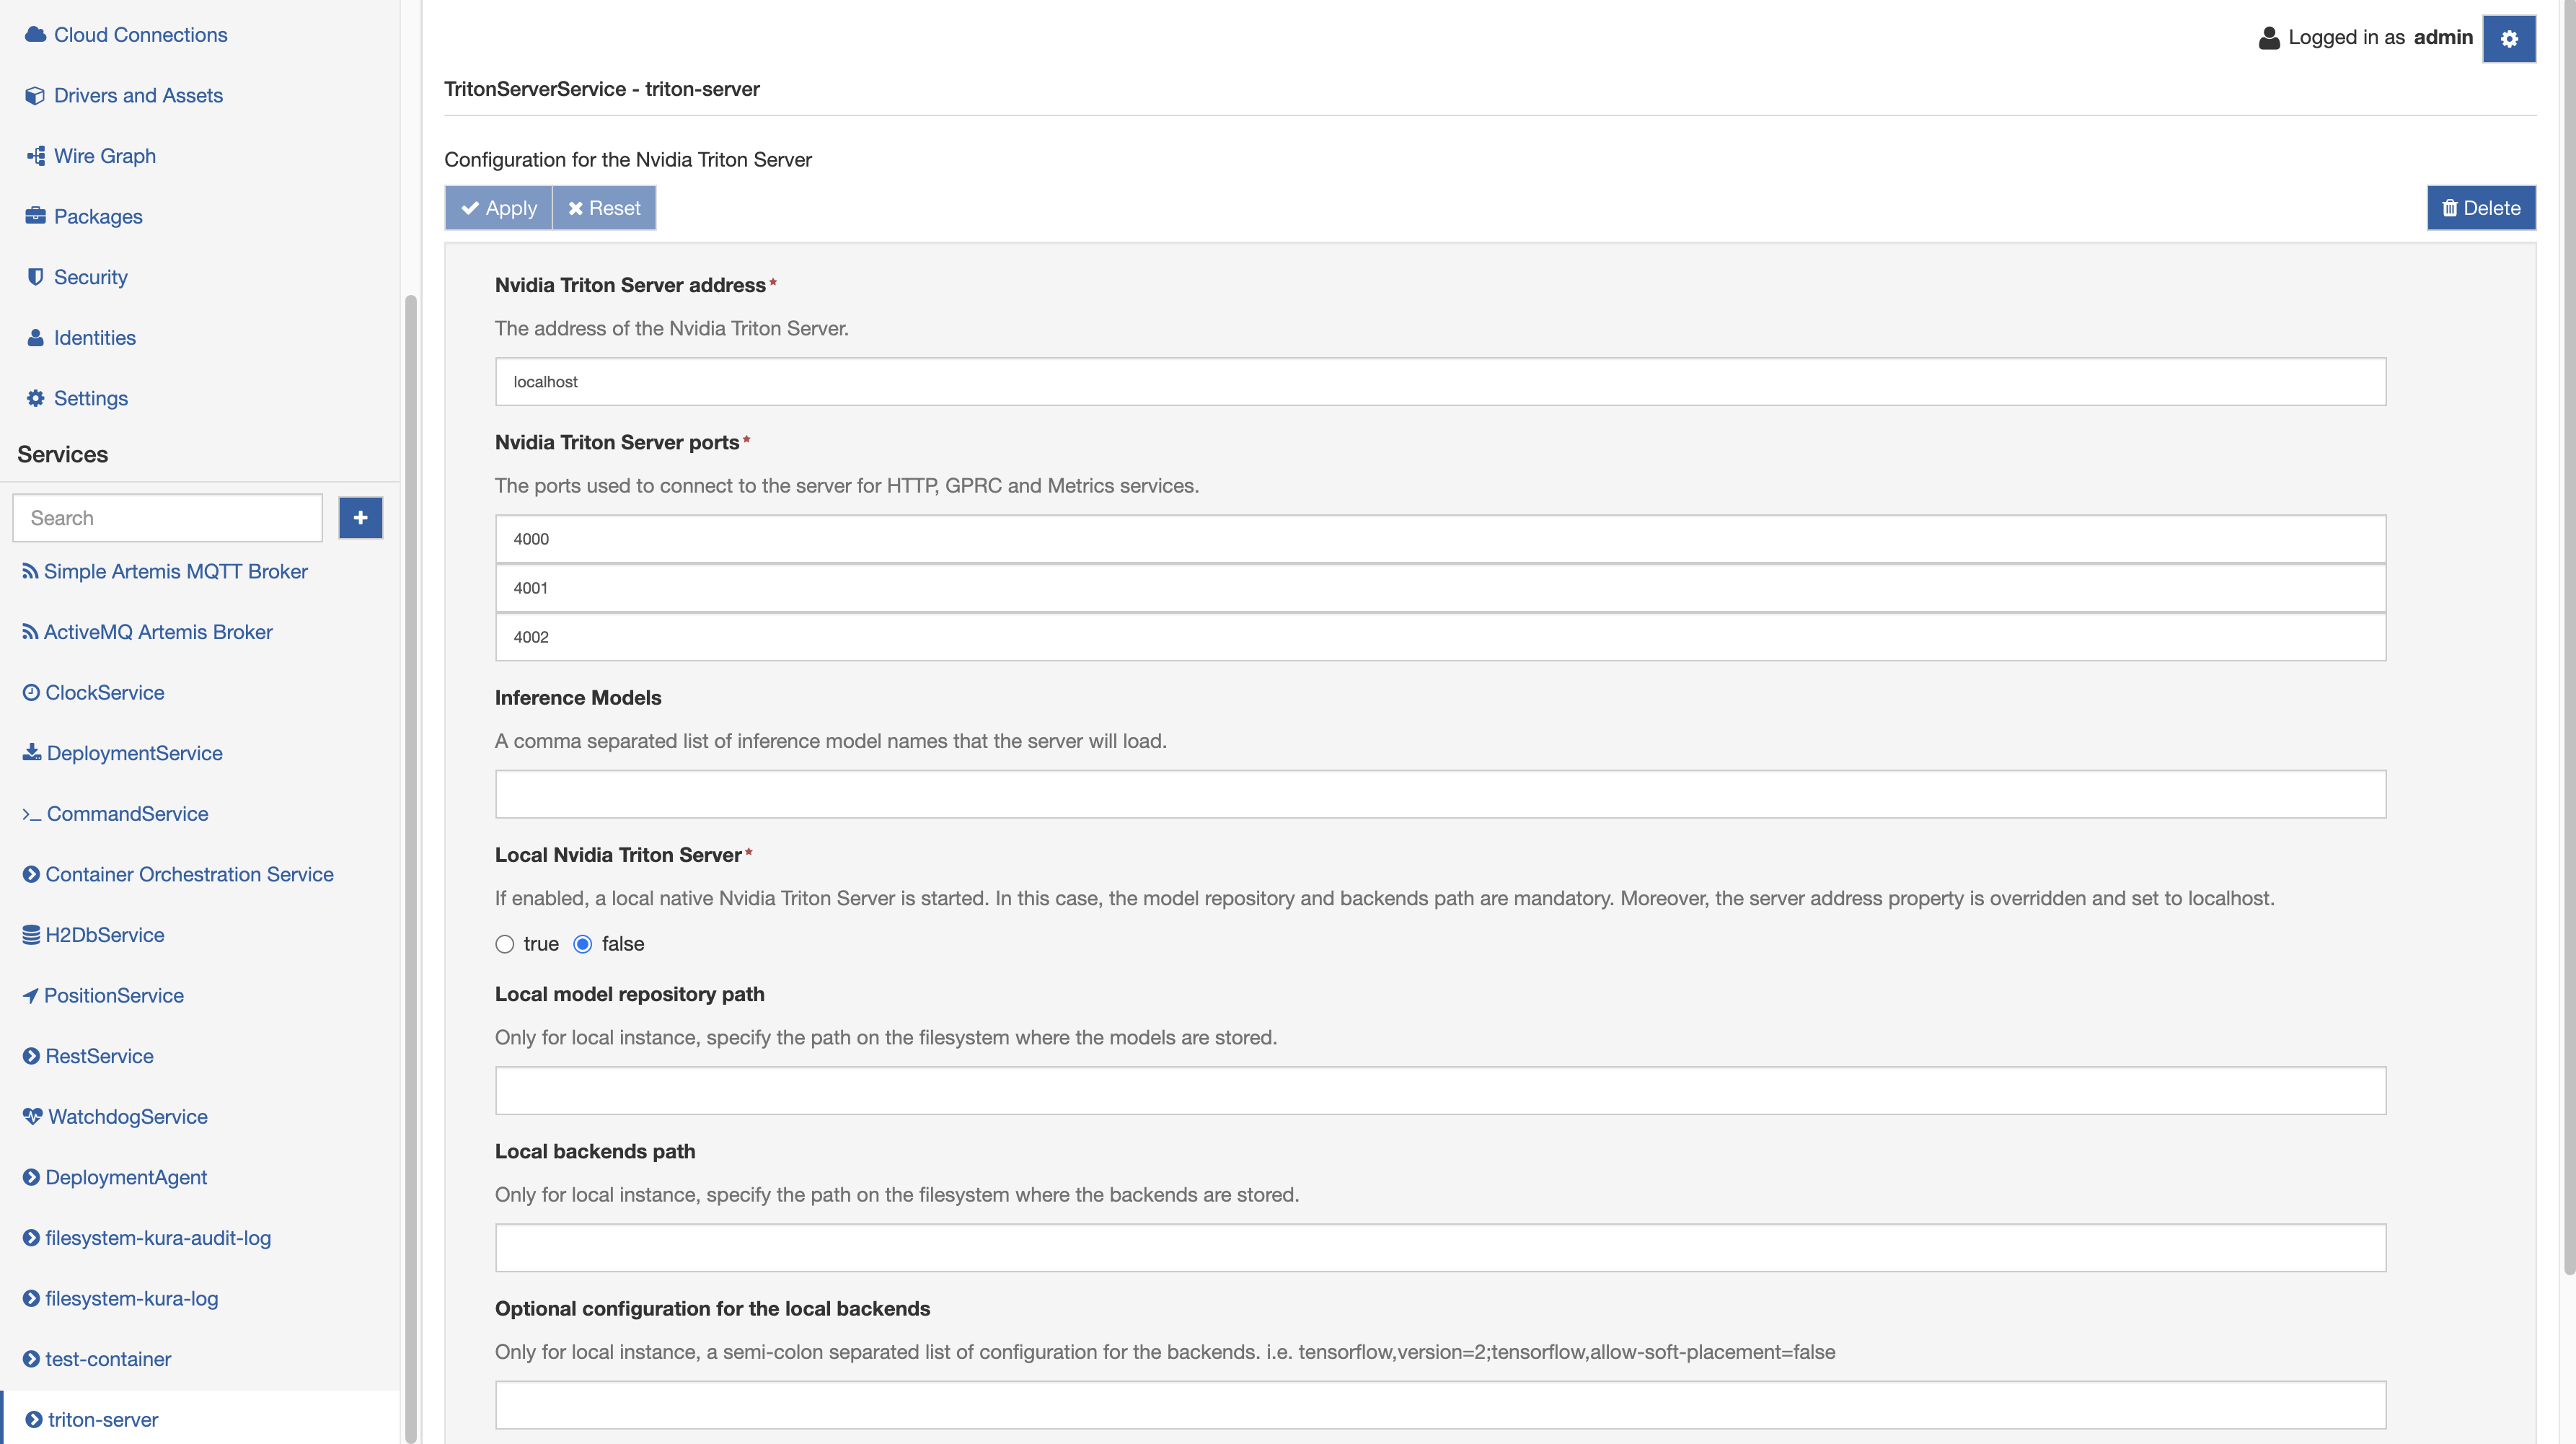 Cloud Connections
Drivers and Assets
Wire Graph
Packages
Security
Identities
Settings
Services
Search
Simple Artemis MQTT Broker
ActiveMQ Artemis Broker
ClockService
DeploymentService
CommandService
Container Orchestration Service
H2DbService
PositionService
RestService
WatchdogService
DeploymentAgent
filesystem-kura-audit-log
filesystem-kura-log
test-container
triton-server
Logged in as admin
TritonServerService - triton-server
Configuration for the Nvidia Triton Server
Apply
Reset
Delete
Nvidia Triton Server address*
The address of the Nvidia Triton Server.
localhost
Nvidia Triton Server ports*
The ports used to connect to the server for HTTP, GPRC and Metrics services.
4000
4001
4002
Inference Models
A comma separated list of inference model names that the server will load.
Local Nvidia Triton Server*
If enabled, a local native Nvidia Triton Server is started. In this case, the model repository and backends path are mandatory. Moreover, the server address property is overridden and set to localhost.
true false
Local model repository path
Only for local instance, specify the path on the filesystem where the models are stored.
Local backends path
Only for local instance, specify the path on the filesystem where the backends are stored.
Optional configuration for the local backends
Only for local instance, a semi-colon separated list of configuration for the backends. i.e. tensorflow,version=2;tensorflow,allow-soft-placement=false